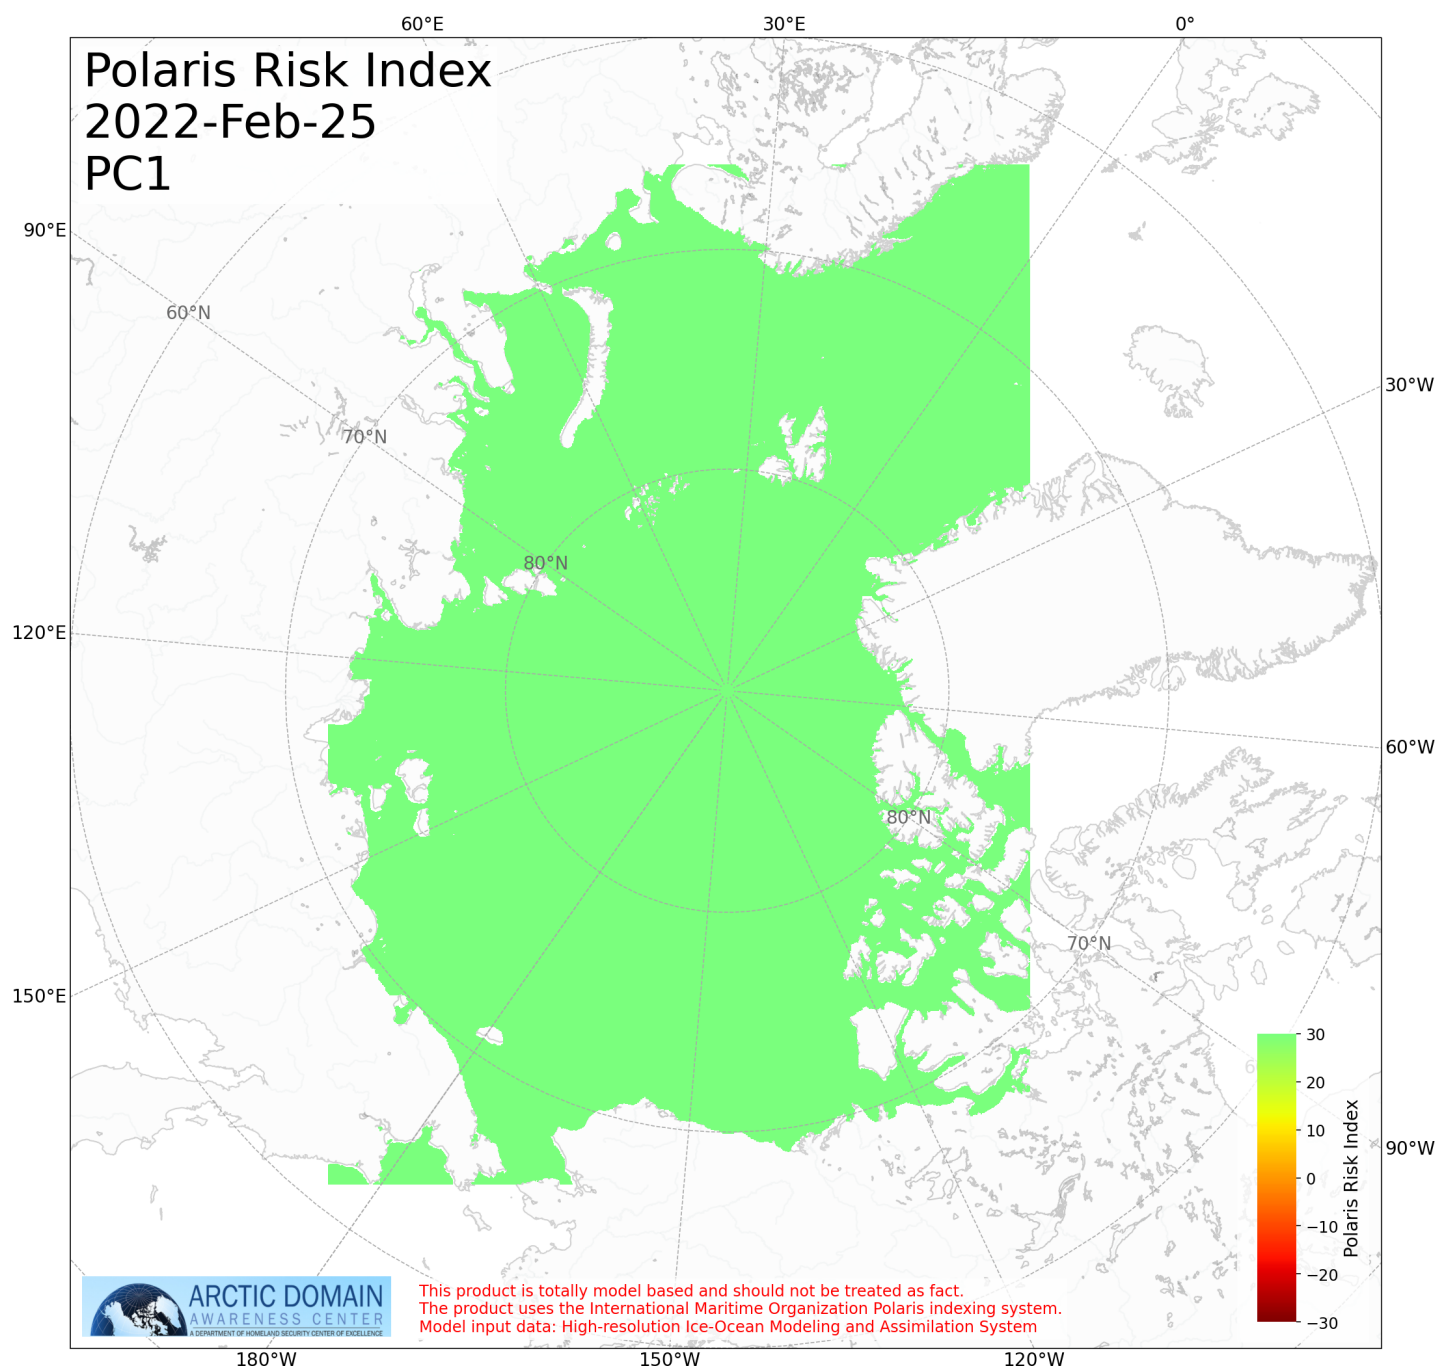 60°E 30°E 0°
Polaris Risk Index
2022-Feb-25
PC1
90°E
60°N
30°W
70°N
80°N
120°E
60°W
80°N
70°N
150°E
30
20
10
0
−10
−20
−30
Polaris Risk Index
90°W
ARCTIC DOMAIN
AWARENESS CENTER
A DEPARTMENT OF HOMELAND SECURITY CENTER OF EXCELLENCE
This product is totally model based and should not be treated as fact.
The product uses the International Maritime Organization Polaris indexing system.
Model input data: High-resolution Ice-Ocean Modeling and Assimilation System
180°W 150°W 120°W